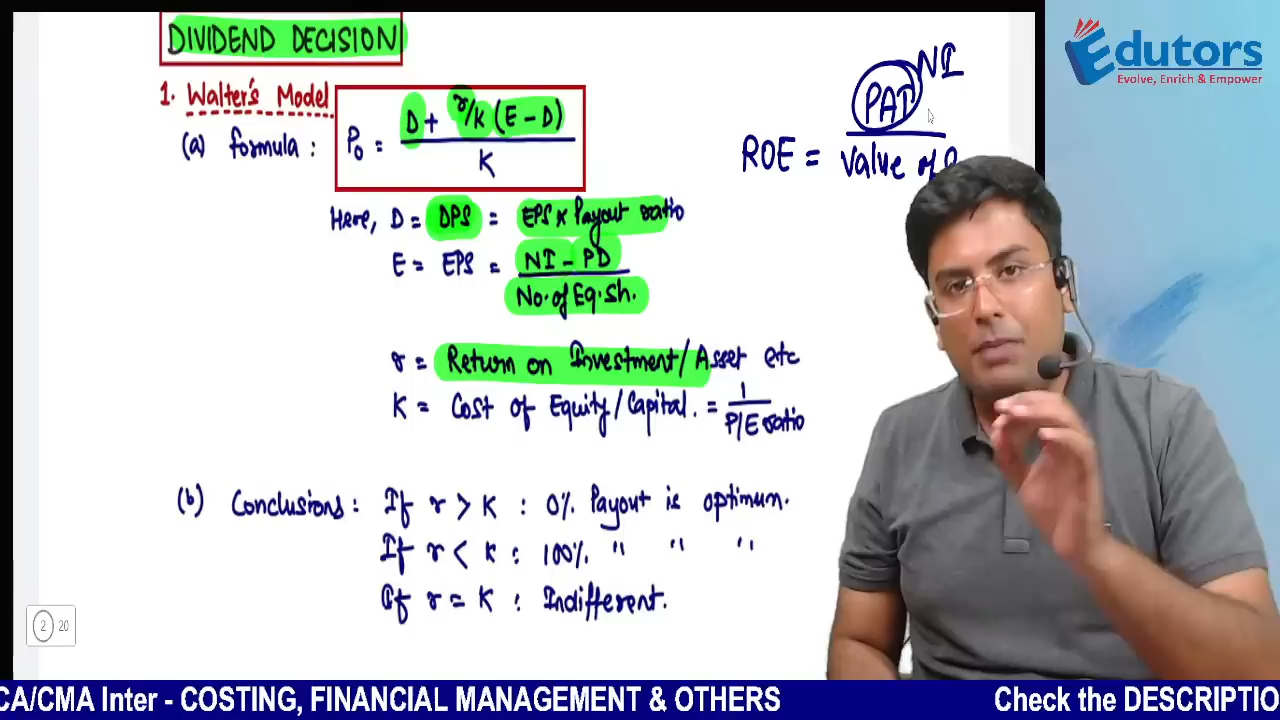 DIVIDEND DECISION
1. Walter's Model
(a) formula : P₀ = D + r/k (E - D) / K
Here, D = DPS = EPS x Payout ratio
E = EPS = NI - PD / No. of Eq. sh.
r = Return on Investment/Asset etc
K = Cost of Equity/Capital. = 1 / P/E ratio
(b) Conclusions : If r > K : 0% Payout is optimum.
If r < K : 100% " " "
If r = K : Indifferent.
PAT NI
ROE = Value of
Edutors
Evolve, Enrich & Empower
2 20
CA/CMA Inter - COSTING, FINANCIAL MANAGEMENT & OTHERS
Check the DESCRIPTIO